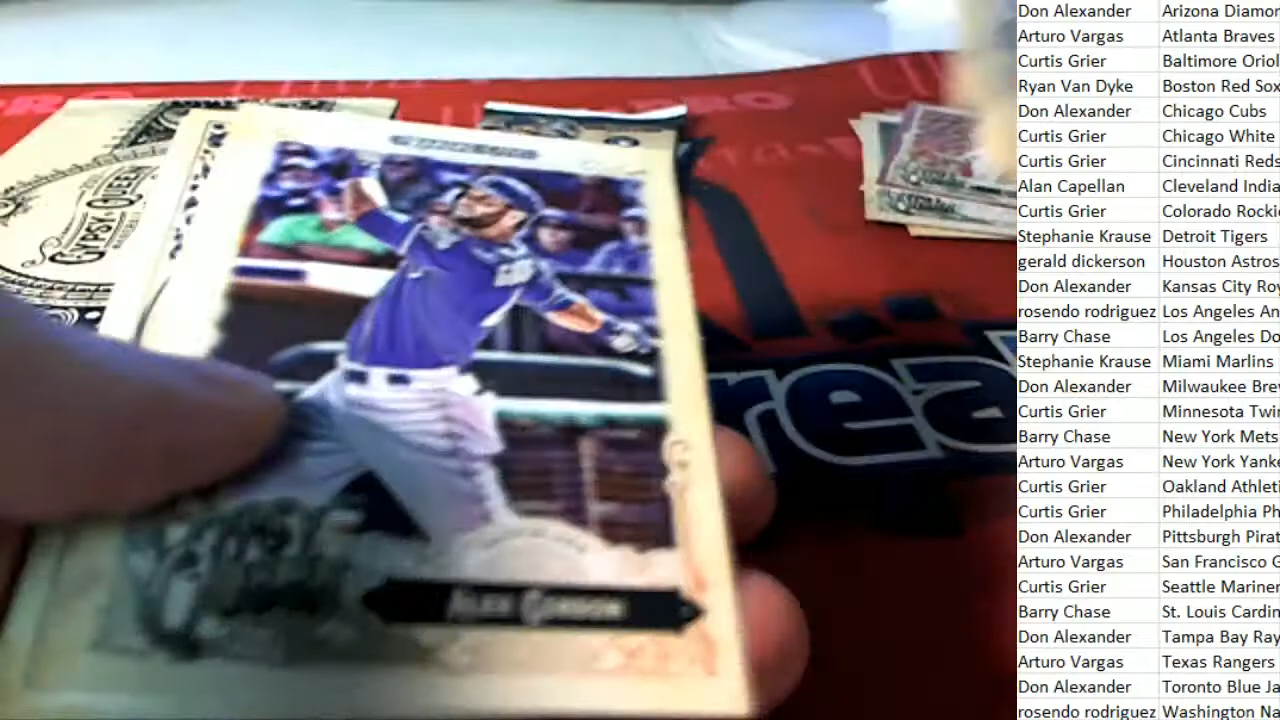 GYPSY QUEEN
ALEX GORDON
rea
Don Alexander Arizona Diamor
Arturo Vargas Atlanta Braves
Curtis Grier Baltimore Oriol
Ryan Van Dyke Boston Red Sox
Don Alexander Chicago Cubs
Curtis Grier Chicago White
Curtis Grier Cincinnati Reds
Alan Capellan Cleveland India
Curtis Grier Colorado Rocki
Stephanie Krause Detroit Tigers
gerald dickerson Houston Astros
Don Alexander Kansas City Roy
rosendo rodriguez Los Angeles An
Barry Chase Los Angeles Do
Stephanie Krause Miami Marlins
Don Alexander Milwaukee Brev
Curtis Grier Minnesota Twi
Barry Chase New York Mets
Arturo Vargas New York Yanke
Curtis Grier Oakland Athleti
Curtis Grier Philadelphia Ph
Don Alexander Pittsburgh Pirat
Arturo Vargas San Francisco G
Curtis Grier Seattle Mariner
Barry Chase St. Louis Cardin
Don Alexander Tampa Bay Ray
Arturo Vargas Texas Rangers
Don Alexander Toronto Blue Ja
rosendo rodriguez Washington Na